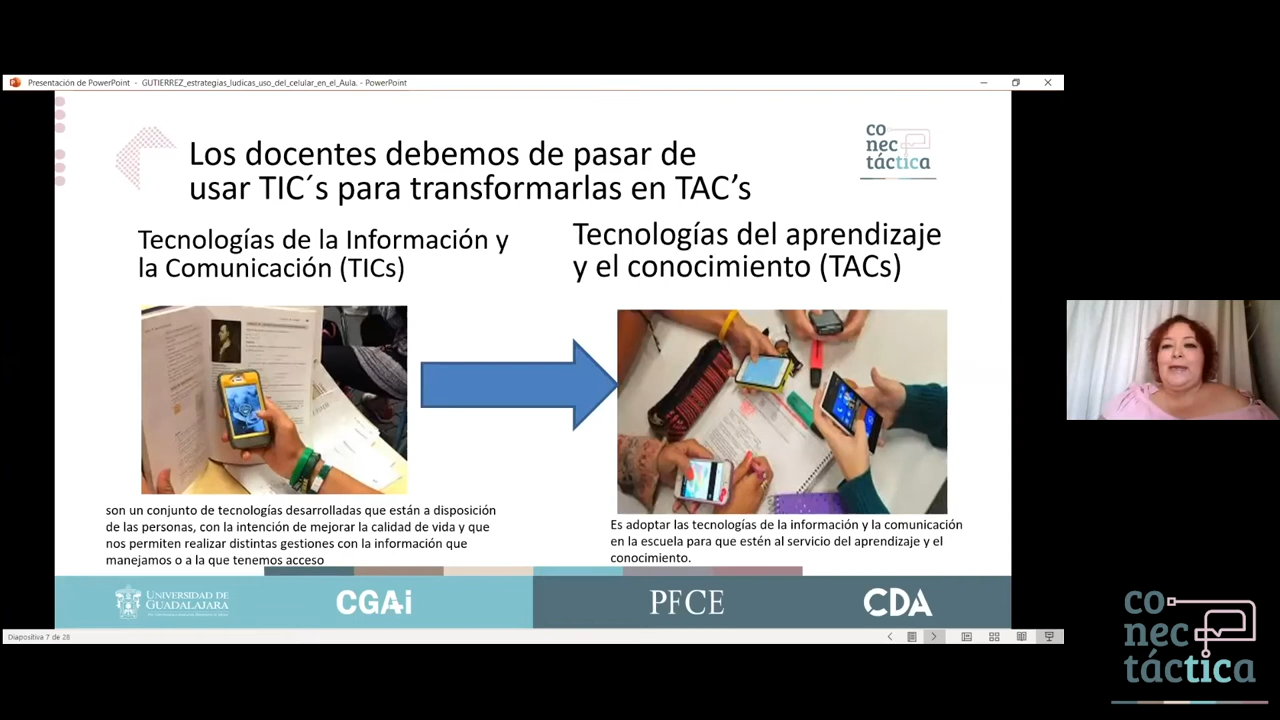 Presentación de PowerPoint - GUTIERREZ_estrategias_ludicas_uso_del_celular_en_el_Aula. - PowerPoint
Los docentes debemos de pasar de
usar TIC´s para transformarlas en TAC’s
co
nec
táctica
Tecnologías de la Información y
la Comunicación (TICs)
Tecnologías del aprendizaje
y el conocimiento (TACs)
son un conjunto de tecnologías desarrolladas que están a disposición
de las personas, con la intención de mejorar la calidad de vida y que
nos permiten realizar distintas gestiones con la información que
manejamos o a la que tenemos acceso
Es adoptar las tecnologías de la información y la comunicación
en la escuela para que estén al servicio del aprendizaje y el
conocimiento.
UNIVERSIDAD DE
GUADALAJARA
CGAi
PFCE
CDA
Diapositiva 7 de 28
co
nec
táctica